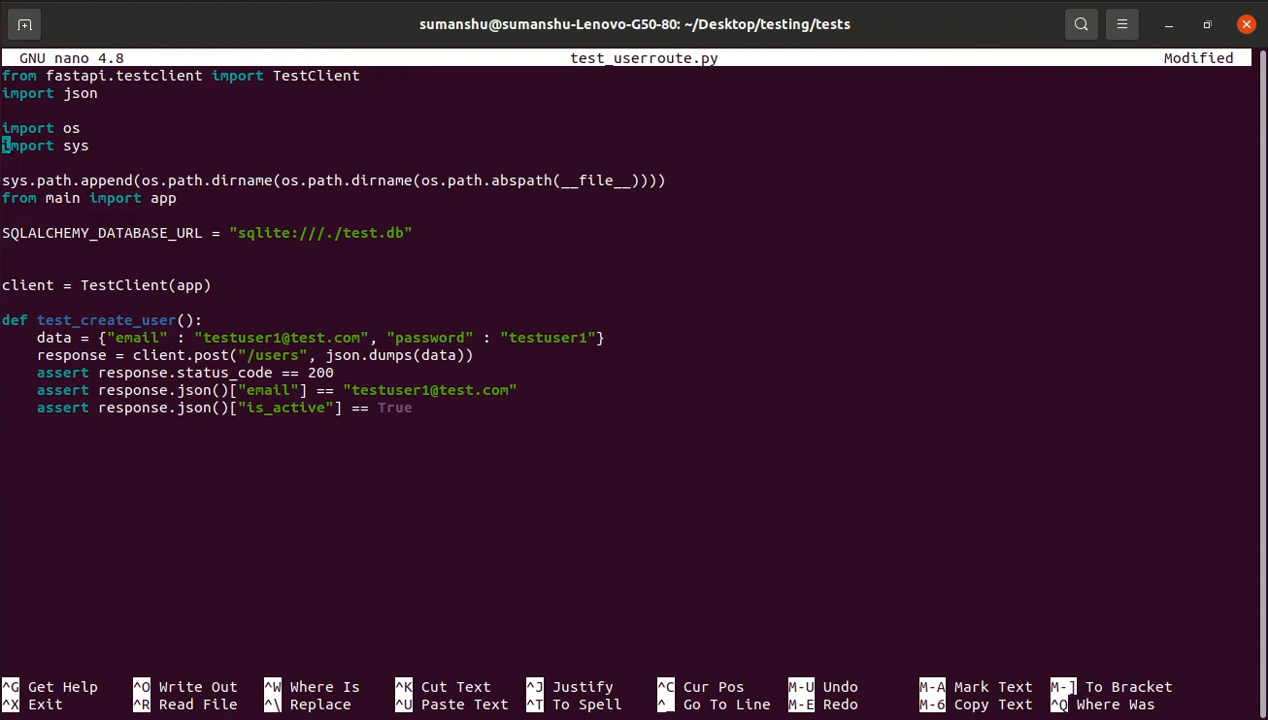 sumanshu@sumanshu-Lenovo-G50-80: ~/Desktop/testing/tests
GNU nano 4.8 test_userroute.py Modified
from fastapi.testclient import TestClient
import json
import os
import sys
sys.path.append(os.path.dirname(os.path.dirname(os.path.abspath(__file__))))
from main import app
SQLALCHEMY_DATABASE_URL = "sqlite:///./test.db"
client = TestClient(app)
def test_create_user():
    data = {"email" : "testuser1@test.com", "password" : "testuser1"}
    response = client.post("/users", json.dumps(data))
    assert response.status_code == 200
    assert response.json()["email"] == "testuser1@test.com"
    assert response.json()["is_active"] == True
^G Get Help ^O Write Out ^W Where Is ^K Cut Text ^J Justify ^C Cur Pos M-U Undo M-A Mark Text M-] To Bracket
^X Exit ^R Read File ^\ Replace ^U Paste Text ^T To Spell ^_ Go To Line M-E Redo M-6 Copy Text ^Q Where Was